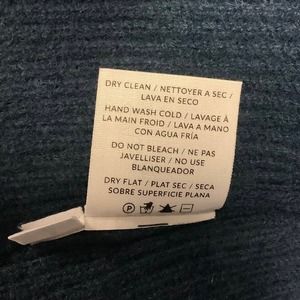 DRY CLEAN / NETTOYER A SEC /
LAVA EN SECO
HAND WASH COLD / LAVAGE À
LA MAIN FROID / LAVA A MANO
CON AGUA FRÍA
DO NOT BLEACH / NE PAS
JAVELLISER / NO USE
BLANQUEADOR
DRY FLAT / PLAT SEC / SECA
SOBRE SUPERFICIE PLANA
P